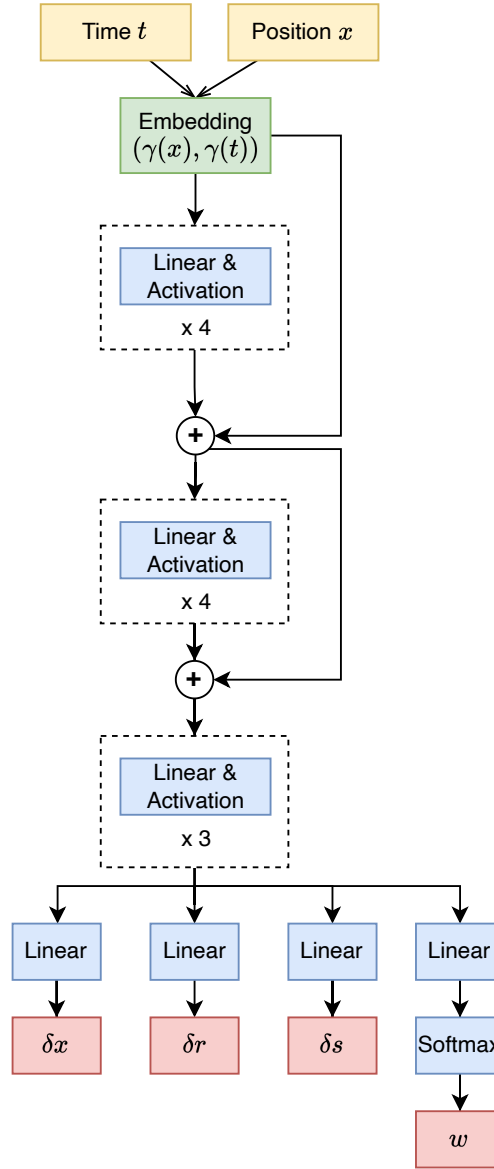 Time t
Position x
Embedding
(γ(x), γ(t))
Linear &
Activation
x 4
+
Linear &
Activation
x 4
+
Linear &
Activation
x 3
Linear
Linear
Linear
Linear
δx
δr
δs
Softmax
w